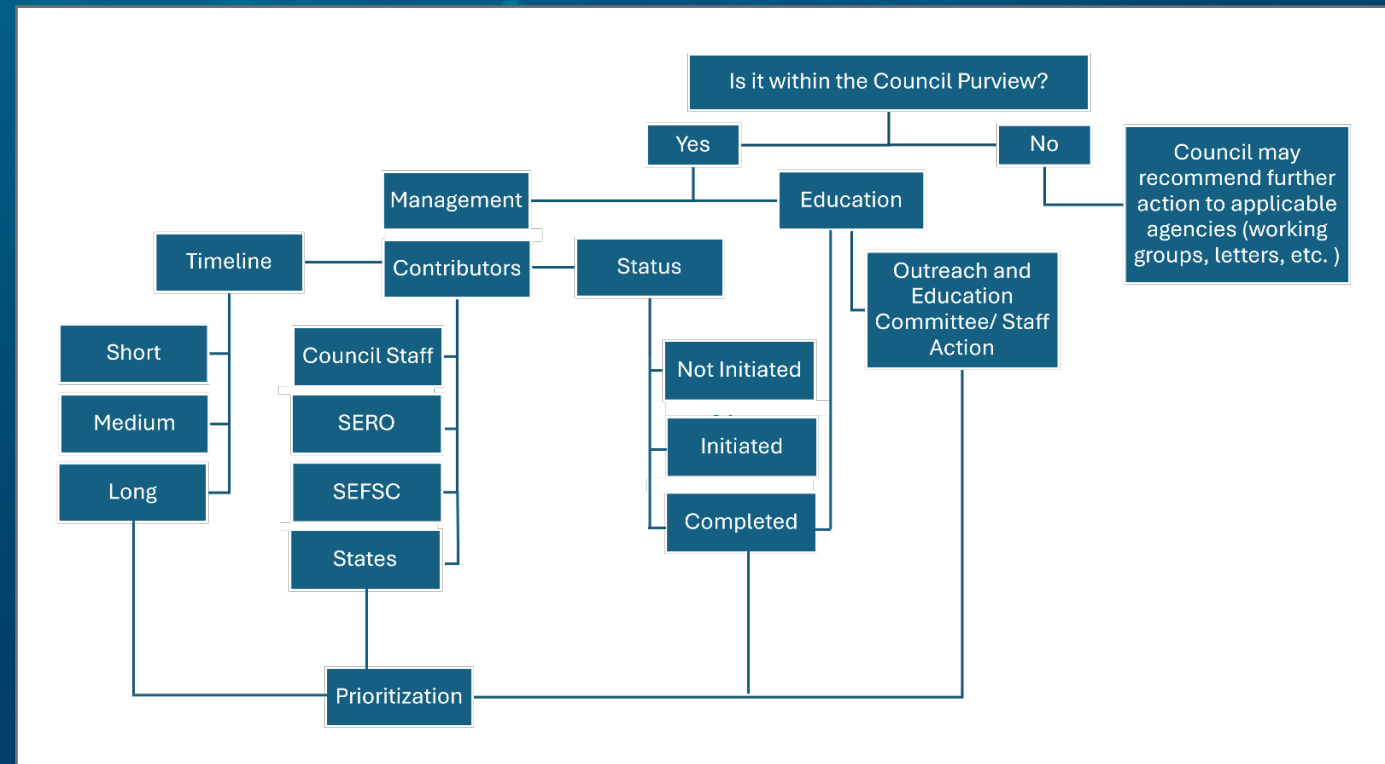 Is it within the Council Purview?
Yes
No
Council may
recommend further
action to applicable
agencies (working
groups, letters, etc. )
Management
Education
Timeline
Contributors
Status
Outreach and
Education
Committee/ Staff
Action
Short
Council Staff
Not Initiated
Medium
SERO
Initiated
Long
SEFSC
Completed
States
Prioritization